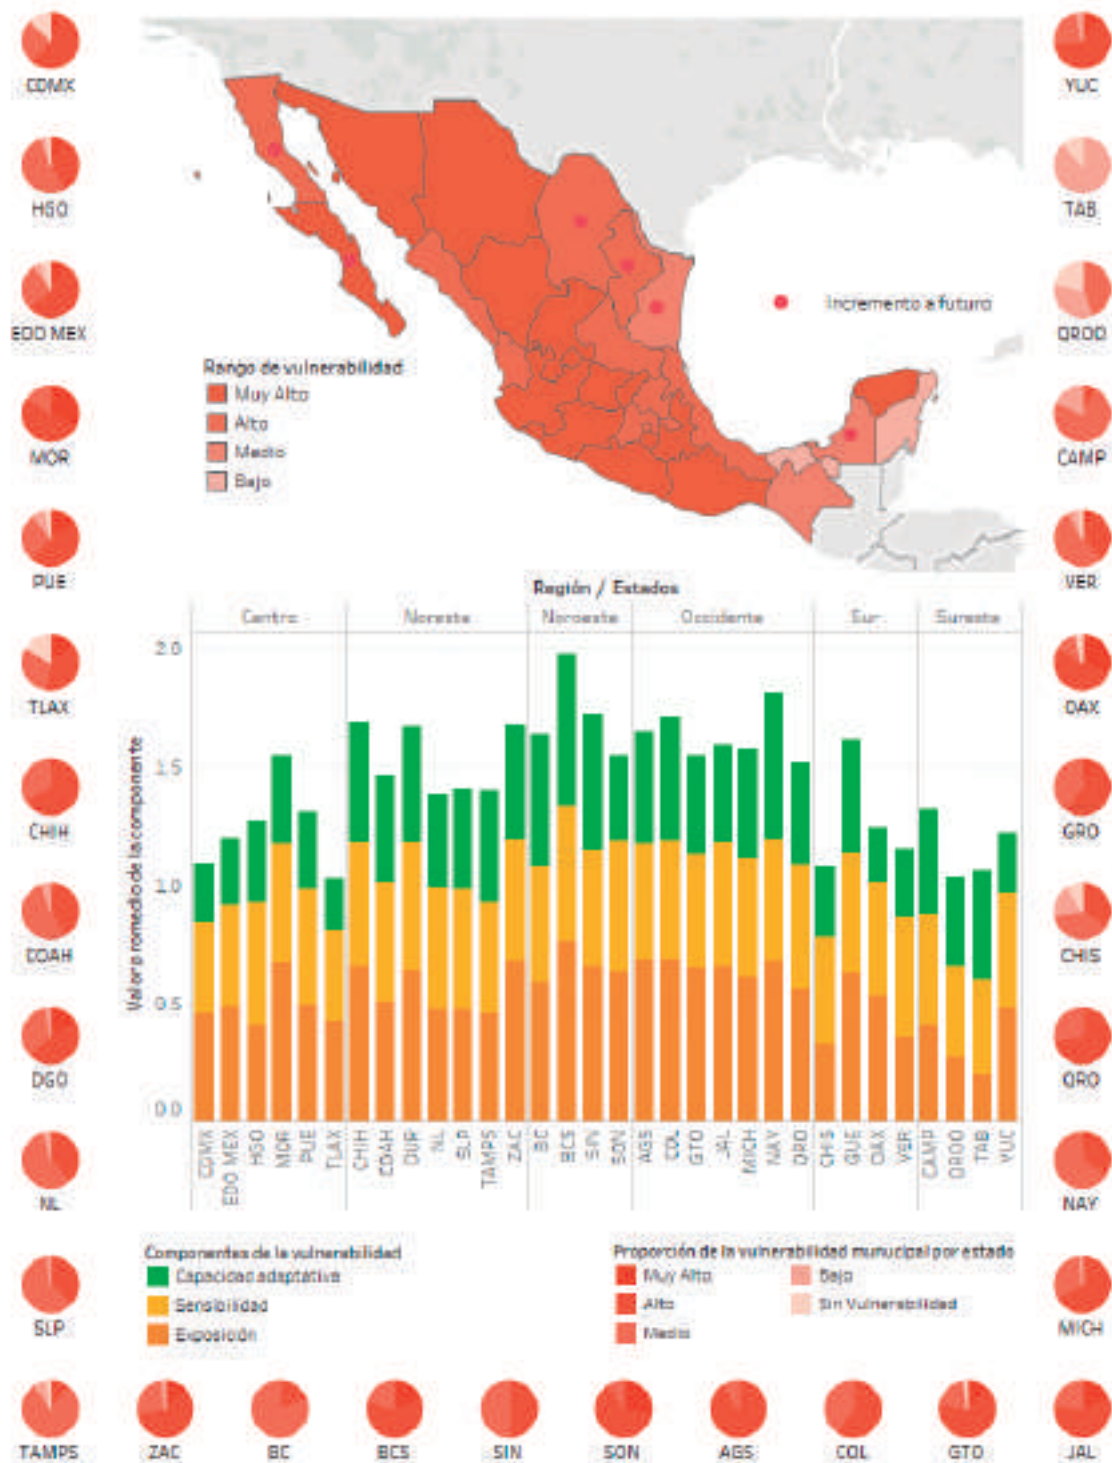 CDMX
HGO
EDO MEX
MOR
PUE
TLAX
CHIH
COAH
DGO
NL
SLP
TAMPS
ZAC
BC
BCS
SIN
SON
AGS
COL
GTO
JAL
YUC
TAB
QROO
CAMP
VER
OAX
GRO
CHIS
QRO
NAY
MICH
Incremento a futuro
Rango de vulnerabilidad
Muy Alto
Alto
Medio
Bajo
Región / Estados
Centro
Noreste
Noroeste
Occidente
Sur
Sureste
Valor promedio de la componente
2.0
1.5
1.0
0.5
0.0
CDMX
EDO MEX
HGO
MOR
PUE
TLAX
CHIH
COAH
DUR
NL
SLP
TAMPS
ZAC
BC
BCS
SIN
SON
AGS
COL
GTO
JAL
MICH
NAY
QRO
CHIS
GUE
OAX
VER
CAMP
QROO
TAB
YUC
Componentes de la vulnerabilidad
Capacidad adaptativa
Sensibilidad
Exposición
Proporción de la vulnerabilidad munucipal por estado
Muy Alto
Alto
Medio
Bajo
Sin Vulnerabilidad